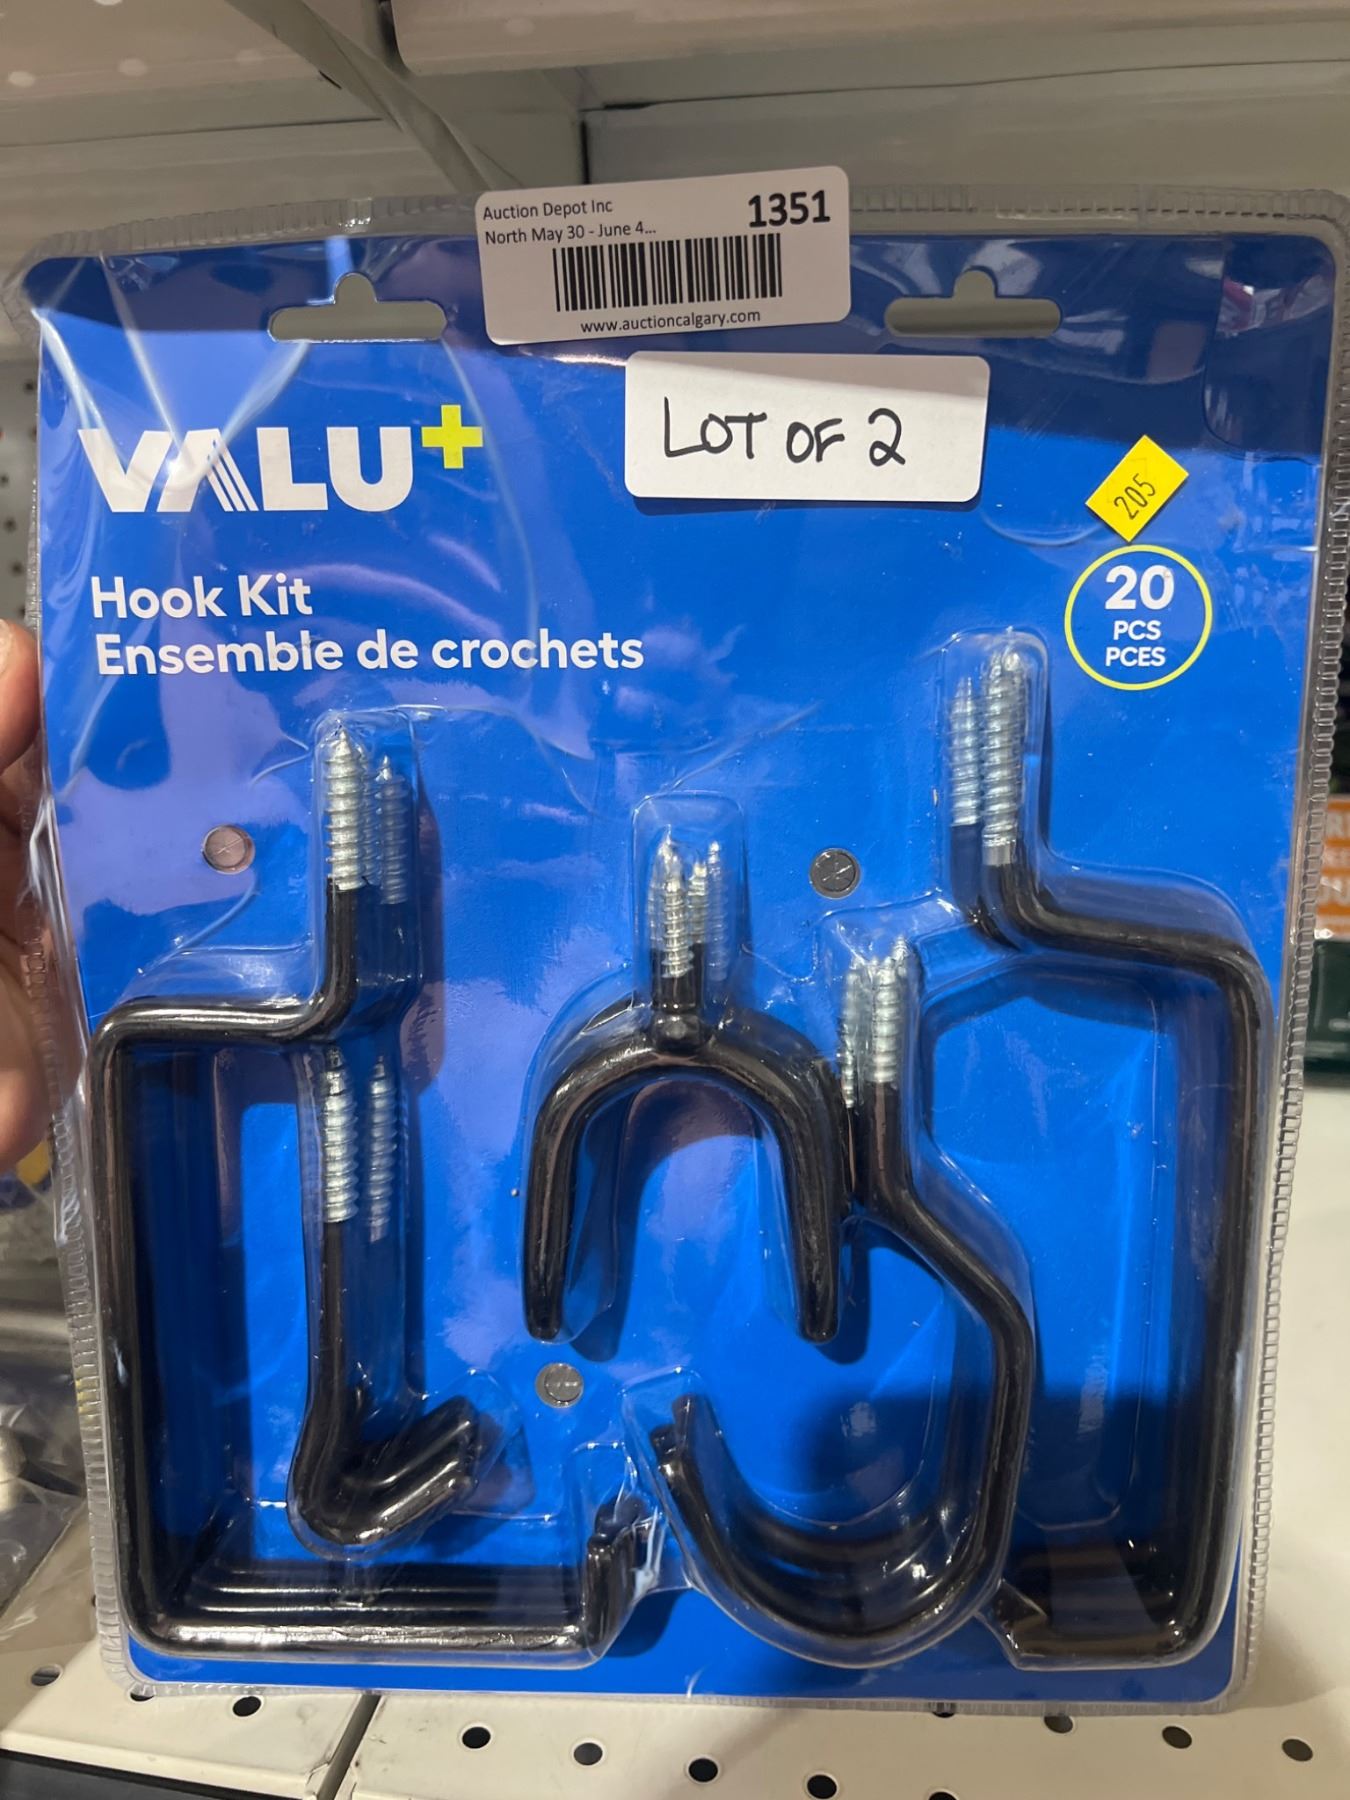 Auction Depot Inc
North May 30 - June 4...
1351
www.auctioncalgary.com
LOT OF 2
VALU+
205
Hook Kit
Ensemble de crochets
20
PCS
PCES